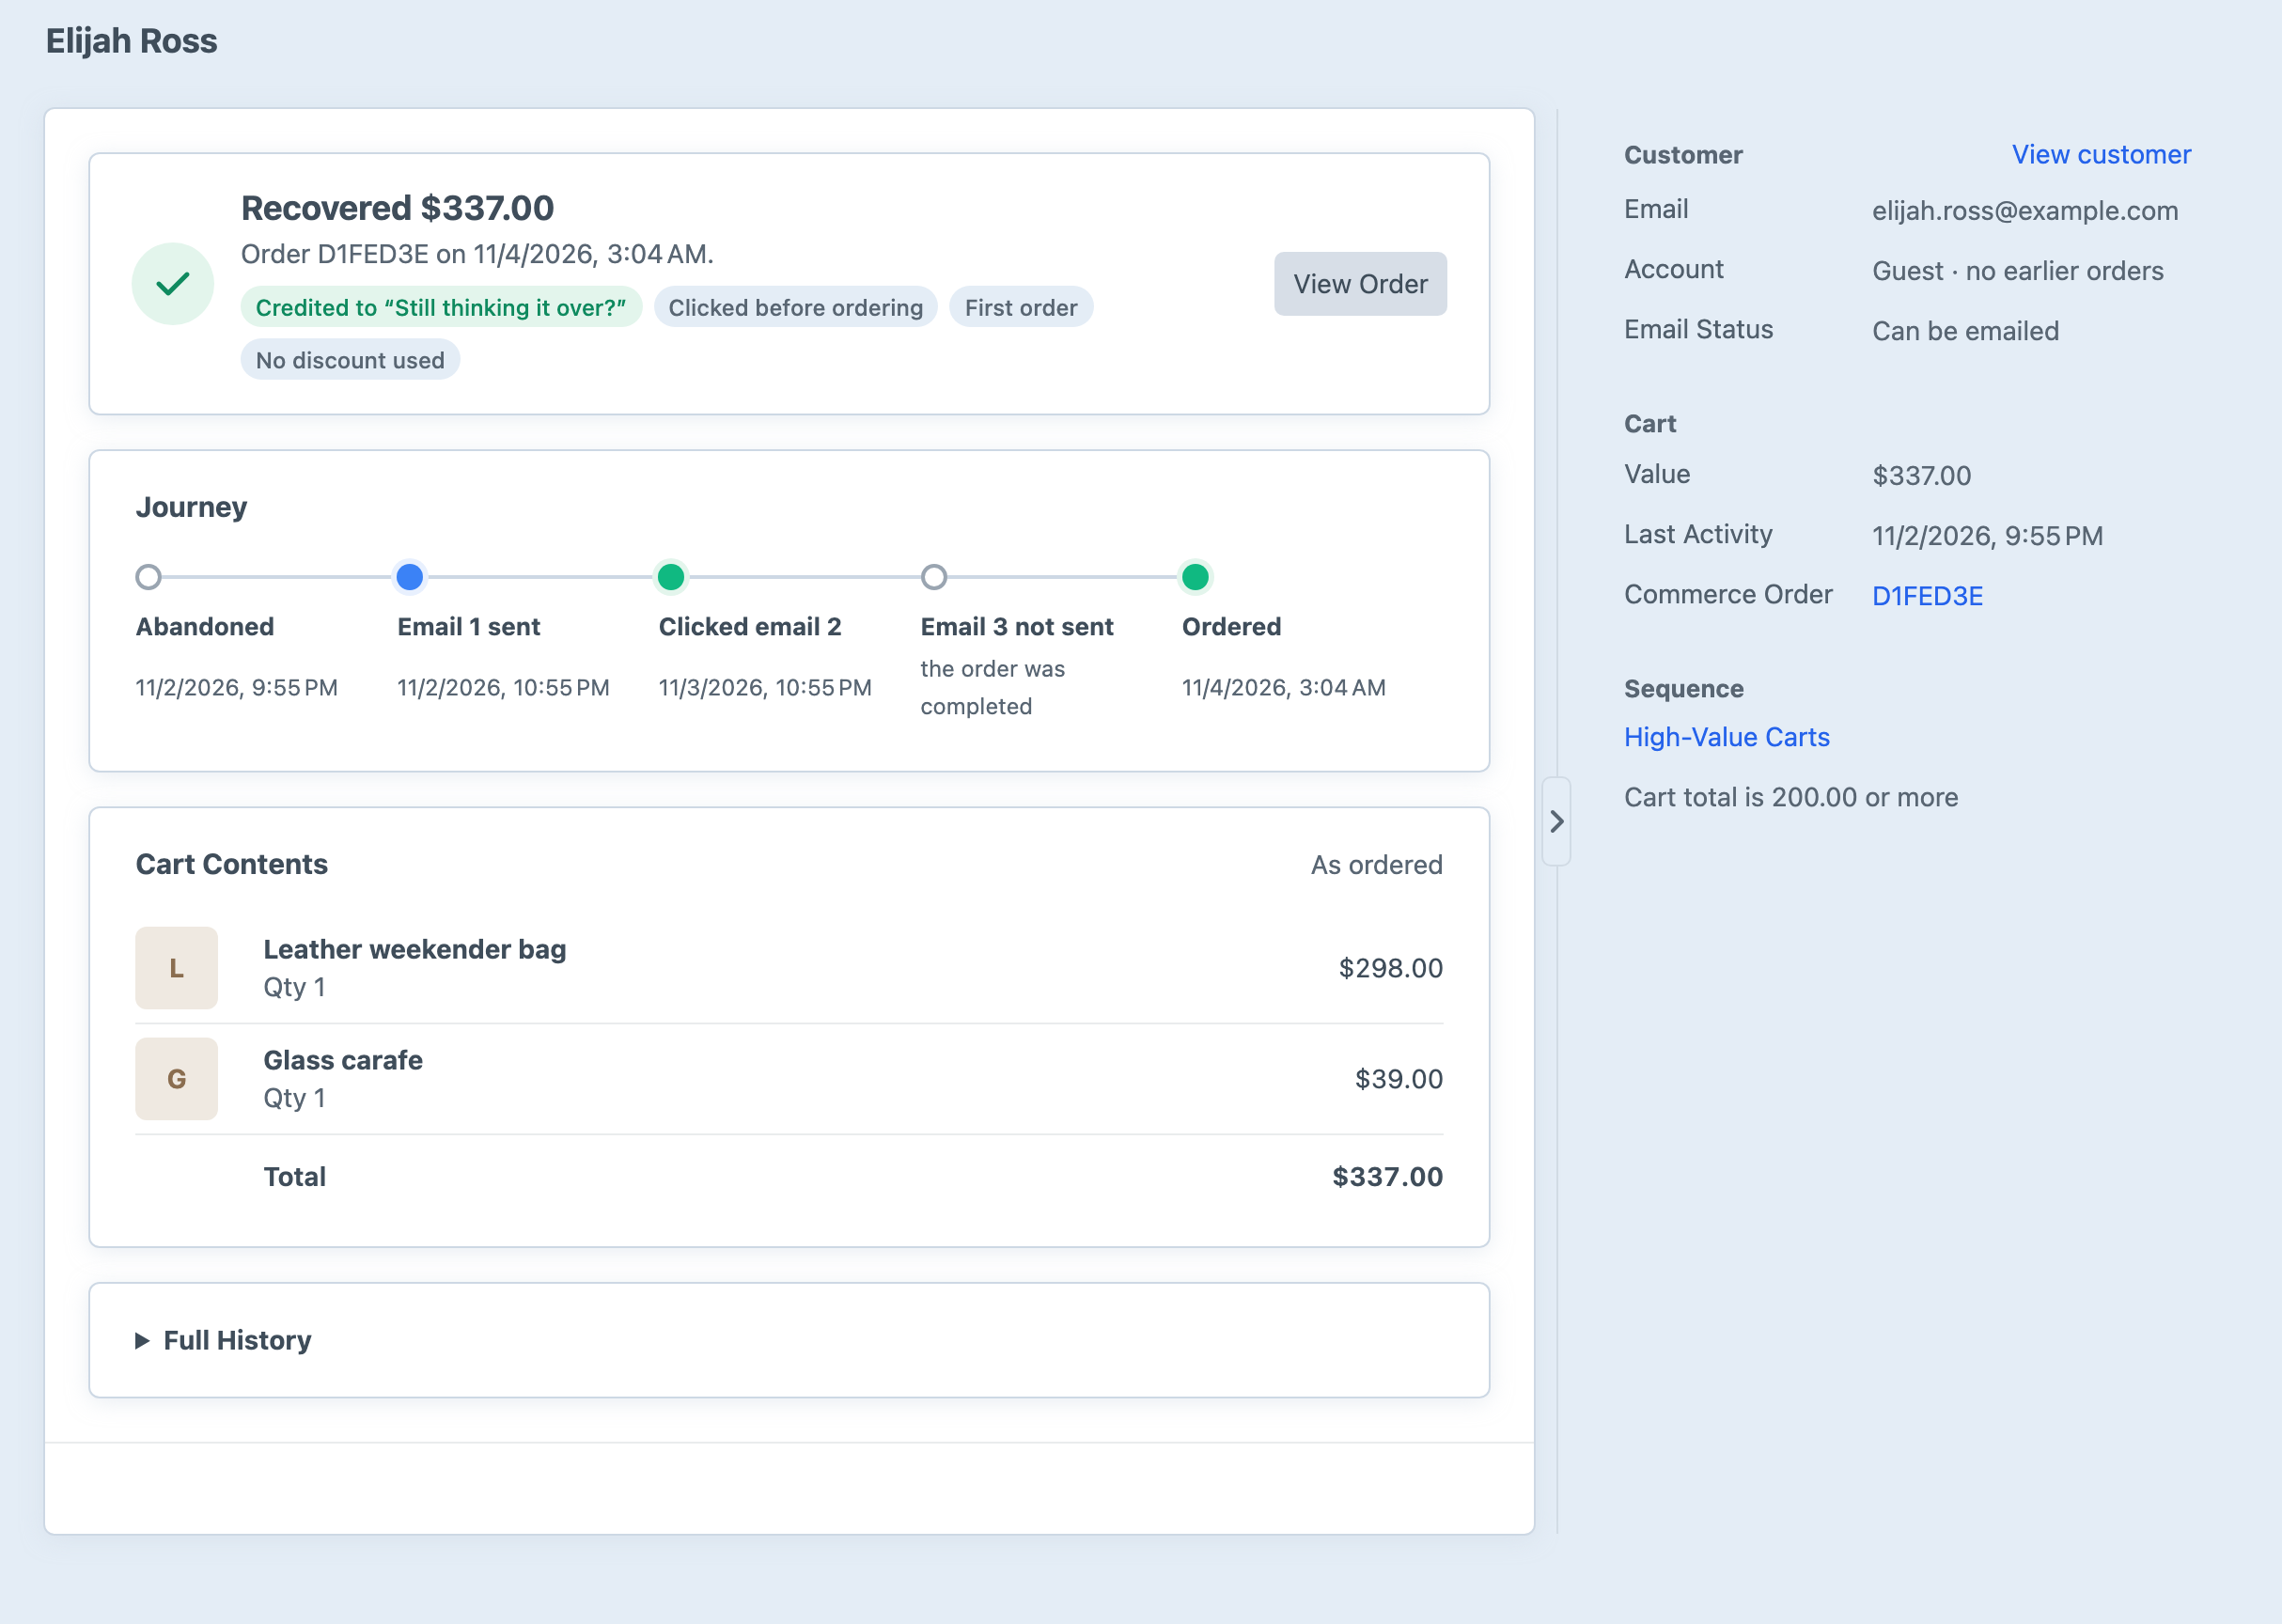 Elijah Ross
Recovered $337.00
Order D1FED3E on 11/4/2026, 3:04 AM.
Credited to “Still thinking it over?”
Clicked before ordering
First order
No discount used
View Order
Journey
Abandoned
11/2/2026, 9:55 PM
Email 1 sent
11/2/2026, 10:55 PM
Clicked email 2
11/3/2026, 10:55 PM
Email 3 not sent
the order was
completed
Ordered
11/4/2026, 3:04 AM
Cart Contents
As ordered
L
Leather weekender bag
Qty 1
$298.00
G
Glass carafe
Qty 1
$39.00
Total
$337.00
Full History
Customer
View customer
Email
elijah.ross@example.com
Account
Guest · no earlier orders
Email Status
Can be emailed
Cart
Value
$337.00
Last Activity
11/2/2026, 9:55 PM
Commerce Order
D1FED3E
Sequence
High-Value Carts
Cart total is 200.00 or more